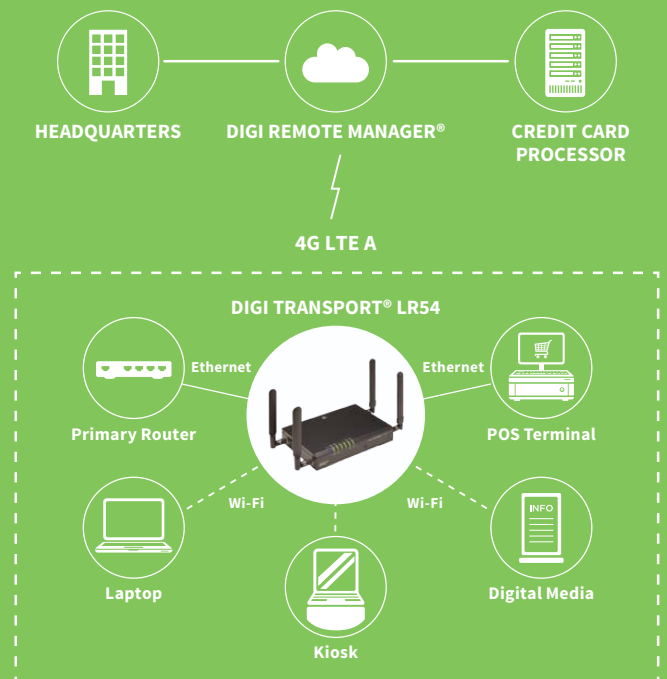 HEADQUARTERS
DIGI REMOTE MANAGER®
CREDIT CARD
PROCESSOR
4G LTE A
DIGI TRANSPORT® LR54
Ethernet
Ethernet
Primary Router
POS Terminal
Wi-Fi
Wi-Fi
INFO
Laptop
Digital Media
Kiosk